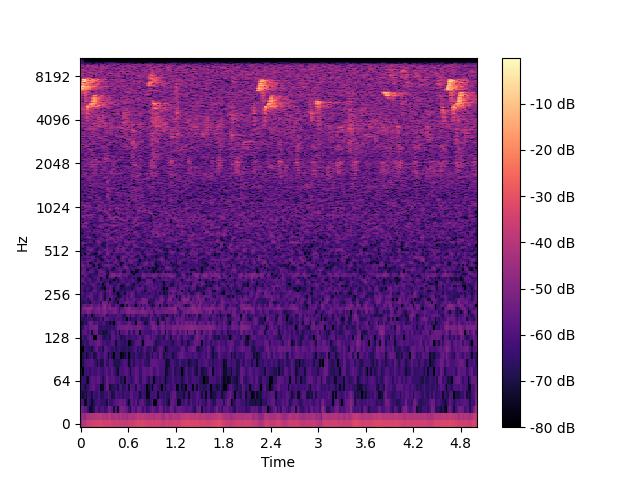 8192
4096
2048
1024
512
256
128
64
0
Hz
0 0.6 1.2 1.8 2.4 3 3.6 4.2 4.8
Time
-10 dB
-20 dB
-30 dB
-40 dB
-50 dB
-60 dB
-70 dB
-80 dB